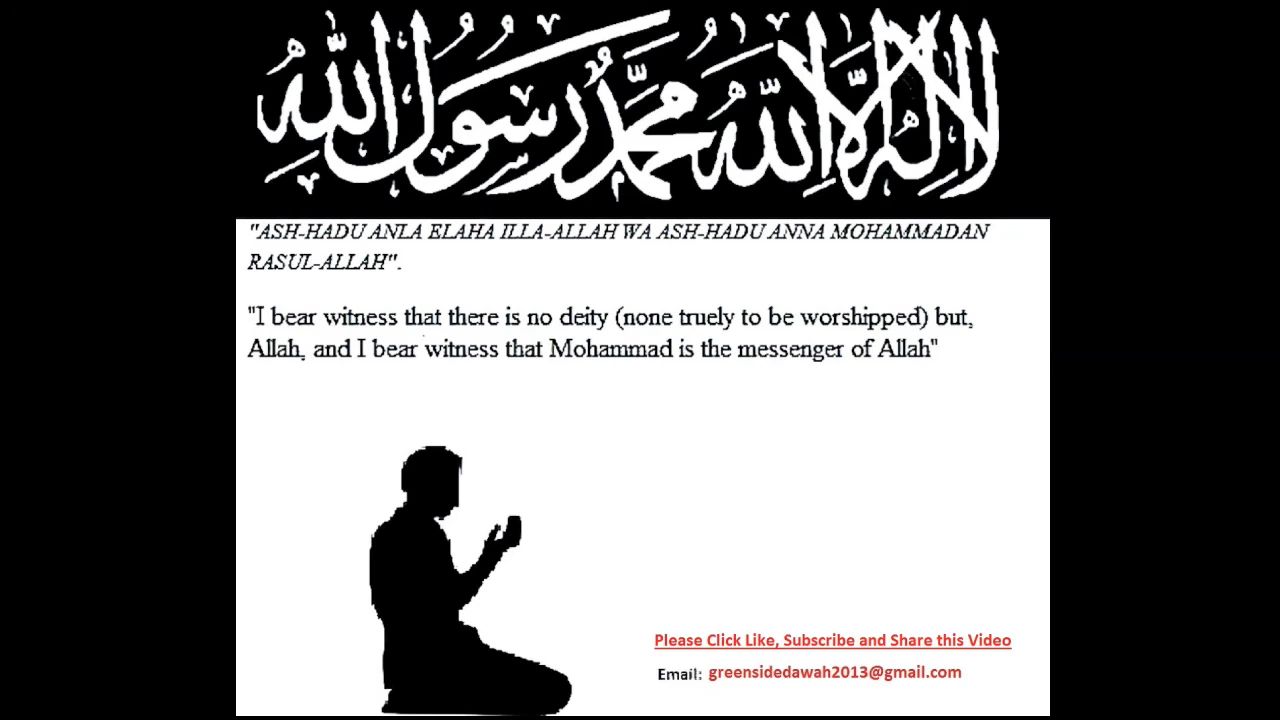 لا إله إلا الله محمد رسول الله
"ASH-HADU ANLA ELAHA ILLA-ALLAH WA ASH-HADU ANNA MOHAMMADAN
RASUL-ALLAH".
"I bear witness that there is no deity (none truely to be worshipped) but,
Allah, and I bear witness that Mohammad is the messenger of Allah"
Please Click Like, Subscribe and Share this Video
Email: greensidedawah2013@gmail.com